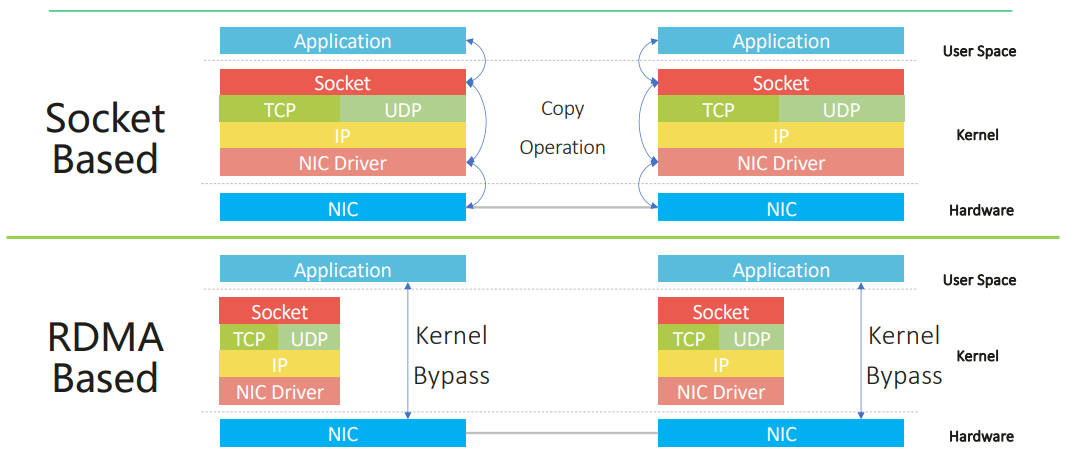 Application
Application
User Space
Socket
Based
Socket
Socket
TCP
UDP
TCP
UDP
Copy
Operation
IP
IP
Kernel
NIC Driver
NIC Driver
NIC
NIC
Hardware
Application
Application
User Space
RDMA
Based
Socket
Socket
TCP
UDP
TCP
UDP
Kernel
Bypass
Kernel
Bypass
IP
IP
Kernel
NIC Driver
NIC Driver
NIC
NIC
Hardware